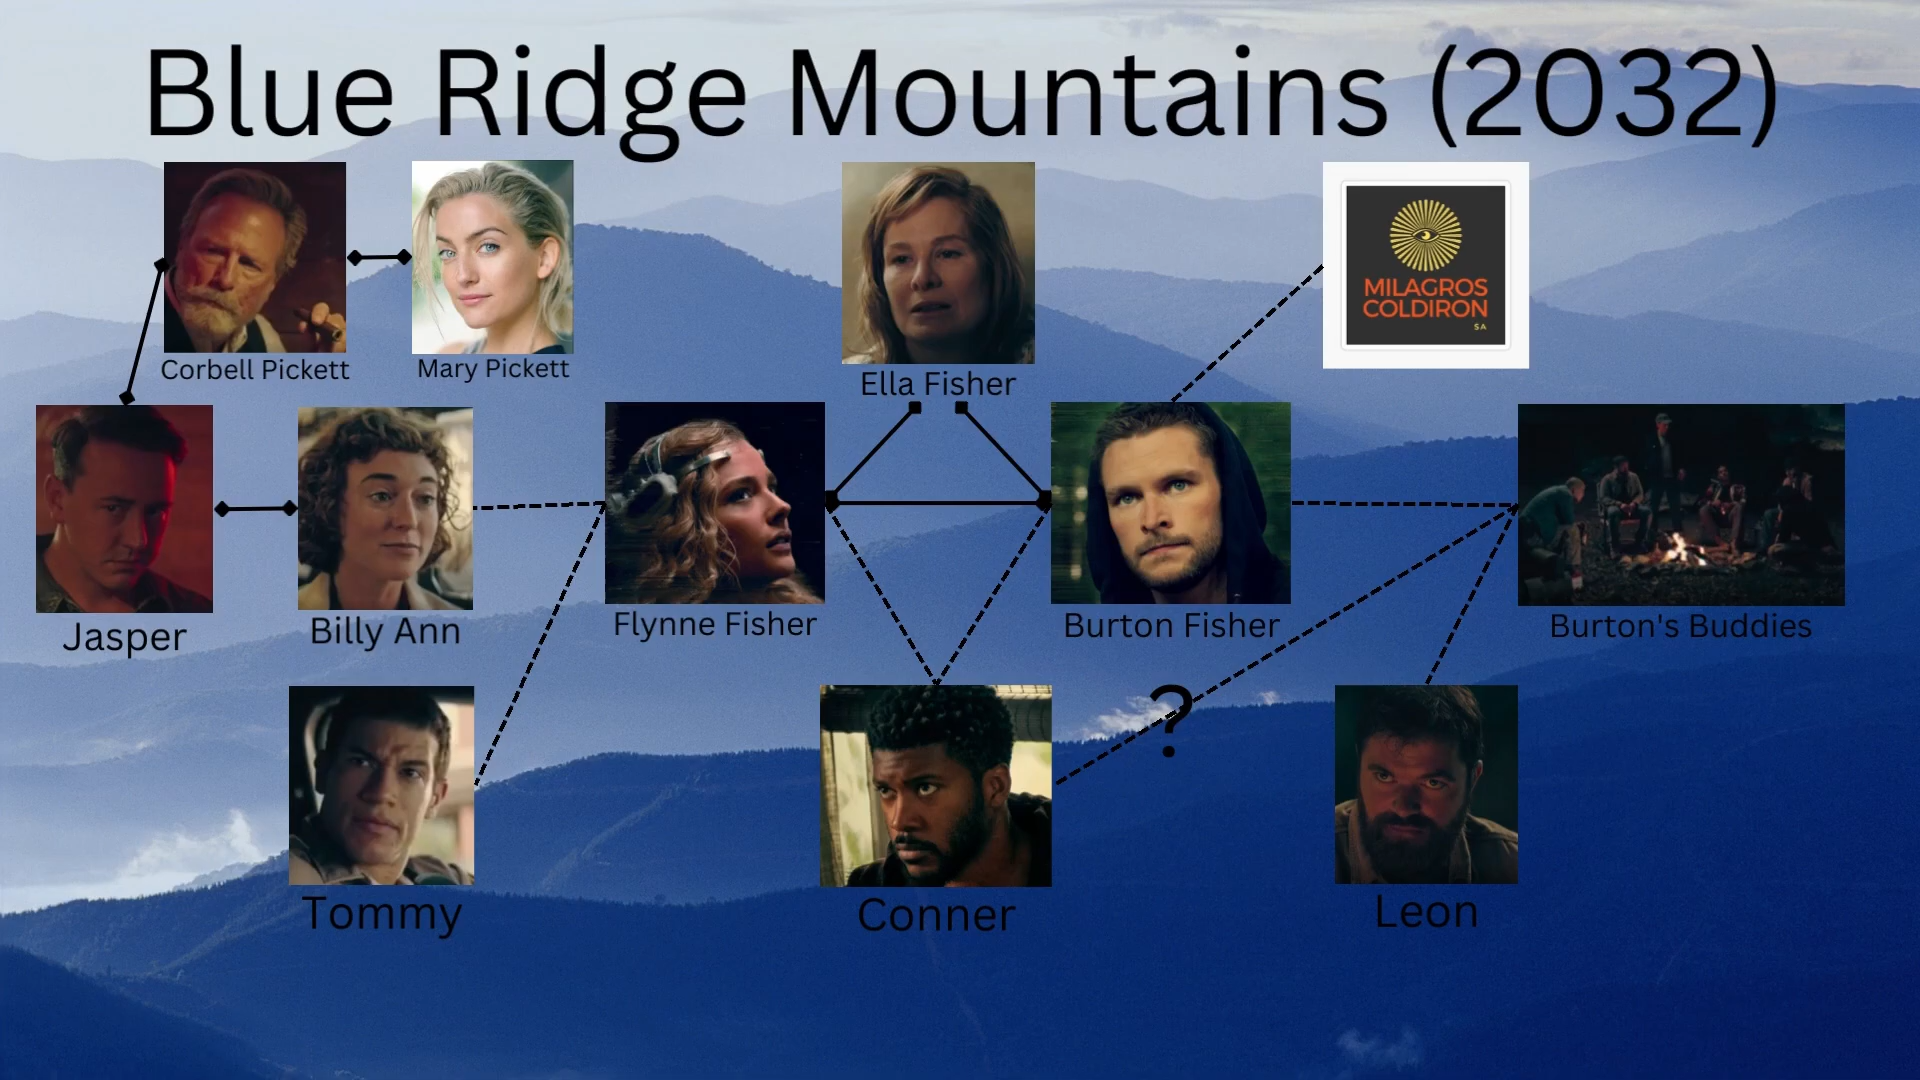 Blue Ridge Mountains (2032)
Corbell Pickett
Mary Pickett
Ella Fisher
MILAGROS
COLDIRON
SA
Jasper
Billy Ann
Flynne Fisher
Burton Fisher
Burton's Buddies
?
Tommy
Conner
Leon